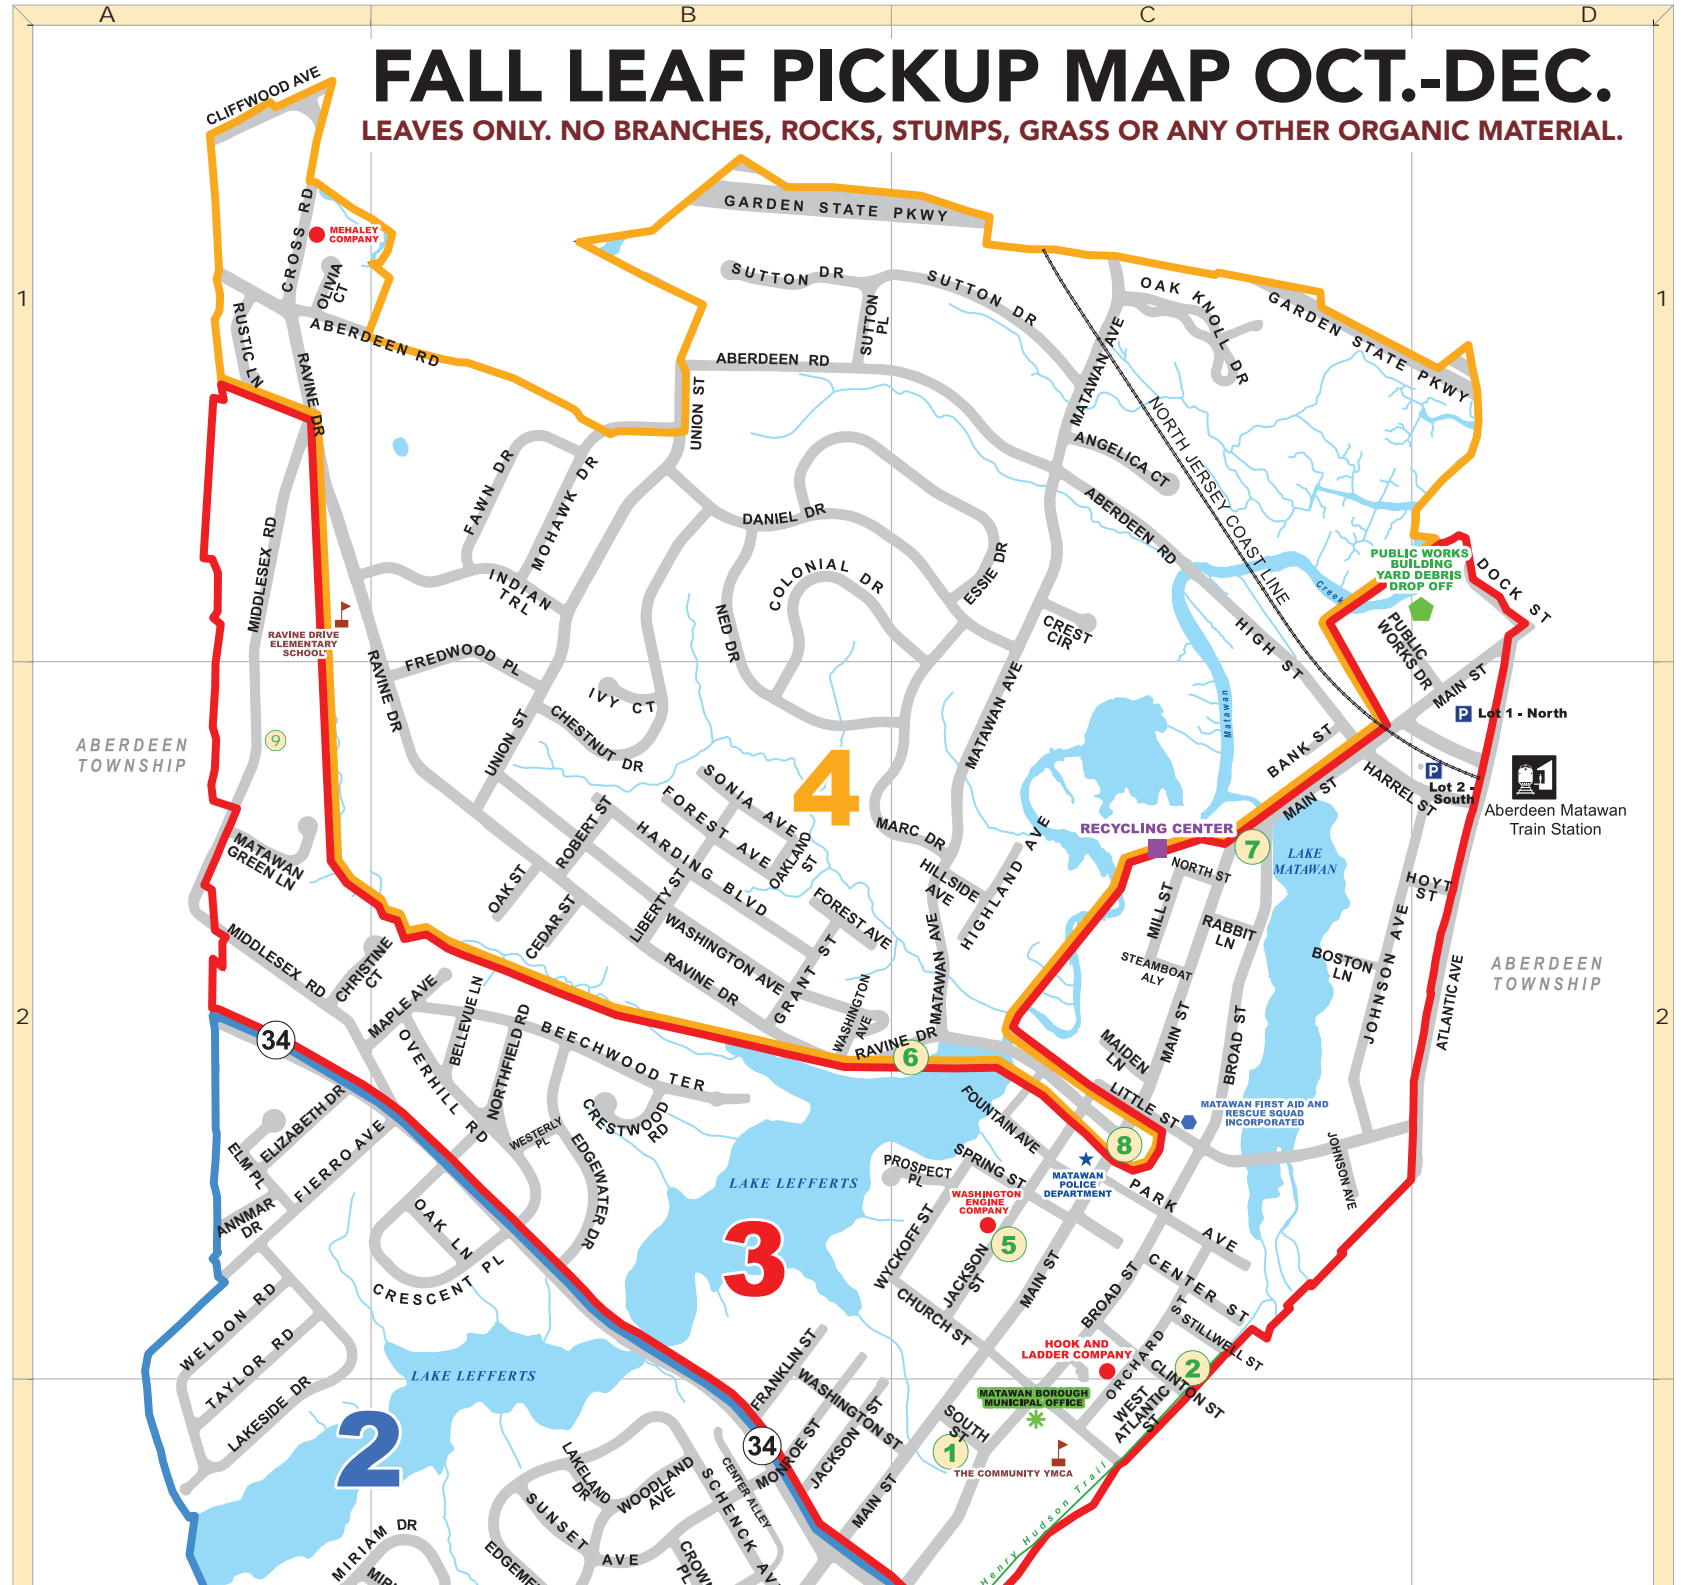 A
B
C
D
FALL LEAF PICKUP MAP OCT.-DEC.
LEAVES ONLY. NO BRANCHES, ROCKS, STUMPS, GRASS OR ANY OTHER ORGANIC MATERIAL.
CLIFFWOOD AVE
GARDEN STATE PKWY
CROSS RD
MEHALEY
COMPANY
OLIVIA
CT
SUTTON DR
SUTTON DR
SUTTON
PL
OAK KNOLL DR
GARDEN STATE PKWY
1
1
RUSTIC LN
ABERDEEN RD
RAVINE DR
ABERDEEN RD
UNION ST
MATAWAN AVE
NORTH JERSEY COAST LINE
ANGELICA CT
ABERDEEN RD
FAWN DR
MOHAWK DR
DANIEL DR
MIDDLESEX RD
INDIAN
TRL
COLONIAL DR
ESSIE DR
NED DR
CREST
CIR
HIGH ST
Creek
PUBLIC WORKS
BUILDING
YARD DEBRIS
DROP OFF
DOCK ST
PUBLIC
WORKS DR
MAIN ST
RAVINE DRIVE
ELEMENTARY
SCHOOL
RAVINE DR
FREDWOOD PL
IVY CT
CHESTNUT DR
UNION ST
MATAWAN AVE
Matawan
BANK ST
P Lot 1 - North
ABERDEEN
TOWNSHIP
9
4
SONIA AVE
FOREST AVE
HARDING BLVD
ROBERT ST
OAKLAND
ST
MARC DR
HILLSIDE
AVE
HIGHLAND AVE
RECYCLING CENTER
MAIN ST
HARREL ST
P
Lot 2 -
South
Aberdeen Matawan
Train Station
7
LAKE
MATAWAN
NORTH ST
MATAWAN
GREEN LN
OAK ST
CEDAR ST
LIBERTY ST
WASHINGTON AVE
FOREST AVE
GRANT ST
RAVINE DR
WASHINGTON
AVE
MATAWAN AVE
MILL ST
RABBIT
LN
STEAMBOAT
ALY
HOYT
ST
BOSTON
LN
JOHNSON AVE
ATLANTIC AVE
ABERDEEN
TOWNSHIP
MIDDLESEX RD
CHRISTINE
CT
MAPLE AVE
BELLEVUE LN
NORTHFIELD RD
BEECHWOOD TER
OVERHILL RD
RAVINE DR
6
2
2
34
MAIDEN
LN
MAIN ST
BROAD ST
LITTLE ST
MATAWAN FIRST AID AND
RESCUE SQUAD
INCORPORATED
JOHNSON AVE
ELIZABETH DR
ELM PL
FIERRO AVE
ANNMAR
DR
WESTERLY
PL
CRESTWOOD
RD
EDGEWATER DR
LAKE LEFFERTS
FOUNTAIN AVE
SPRING ST
PROSPECT
PL
8
MATAWAN
POLICE
DEPARTMENT
PARK AVE
WASHINGTON
ENGINE
COMPANY
5
3
WYCKOFF ST
JACKSON
ST
MAIN ST
CHURCH ST
BROAD ST
CENTER ST
STILLWELL ST
OAK LN
CRESCENT PL
WELDON RD
TAYLOR RD
LAKESIDE DR
LAKE LEFFERTS
2
FRANKLIN ST
WASHINGTON ST
MONROE ST
JACKSON ST
34
HOOK AND
LADDER COMPANY
MATAWAN BOROUGH
MUNICIPAL OFFICE
ORCHARD ST
CLINTON ST
2
WEST
ATLANTIC
ST
SOUTH
ST
1
THE COMMUNITY YMCA
MAIN ST
Henry Hudson Trail
LAKELAND
DR
WOODLAND
AVE
SUNSET AVE
SCHENCK AV
CENTER ALLEY
MIRIAM DR
MIRI
EDGEME
CROW
PL